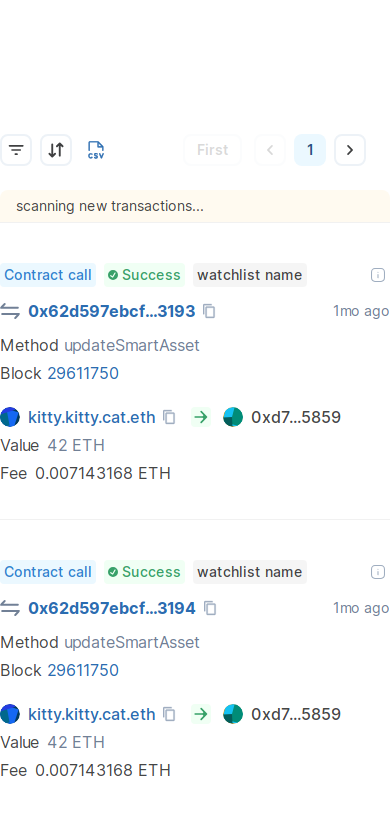 CSV First 1
scanning new transactions...
Contract call Success watchlist name
0x62d597ebcf...3193 1mo ago
Method updateSmartAsset
Block 29611750
kitty.kitty.cat.eth 0xd7...5859
Value 42 ETH
Fee 0.007143168 ETH
Contract call Success watchlist name
0x62d597ebcf...3194 1mo ago
Method updateSmartAsset
Block 29611750
kitty.kitty.cat.eth 0xd7...5859
Value 42 ETH
Fee 0.007143168 ETH